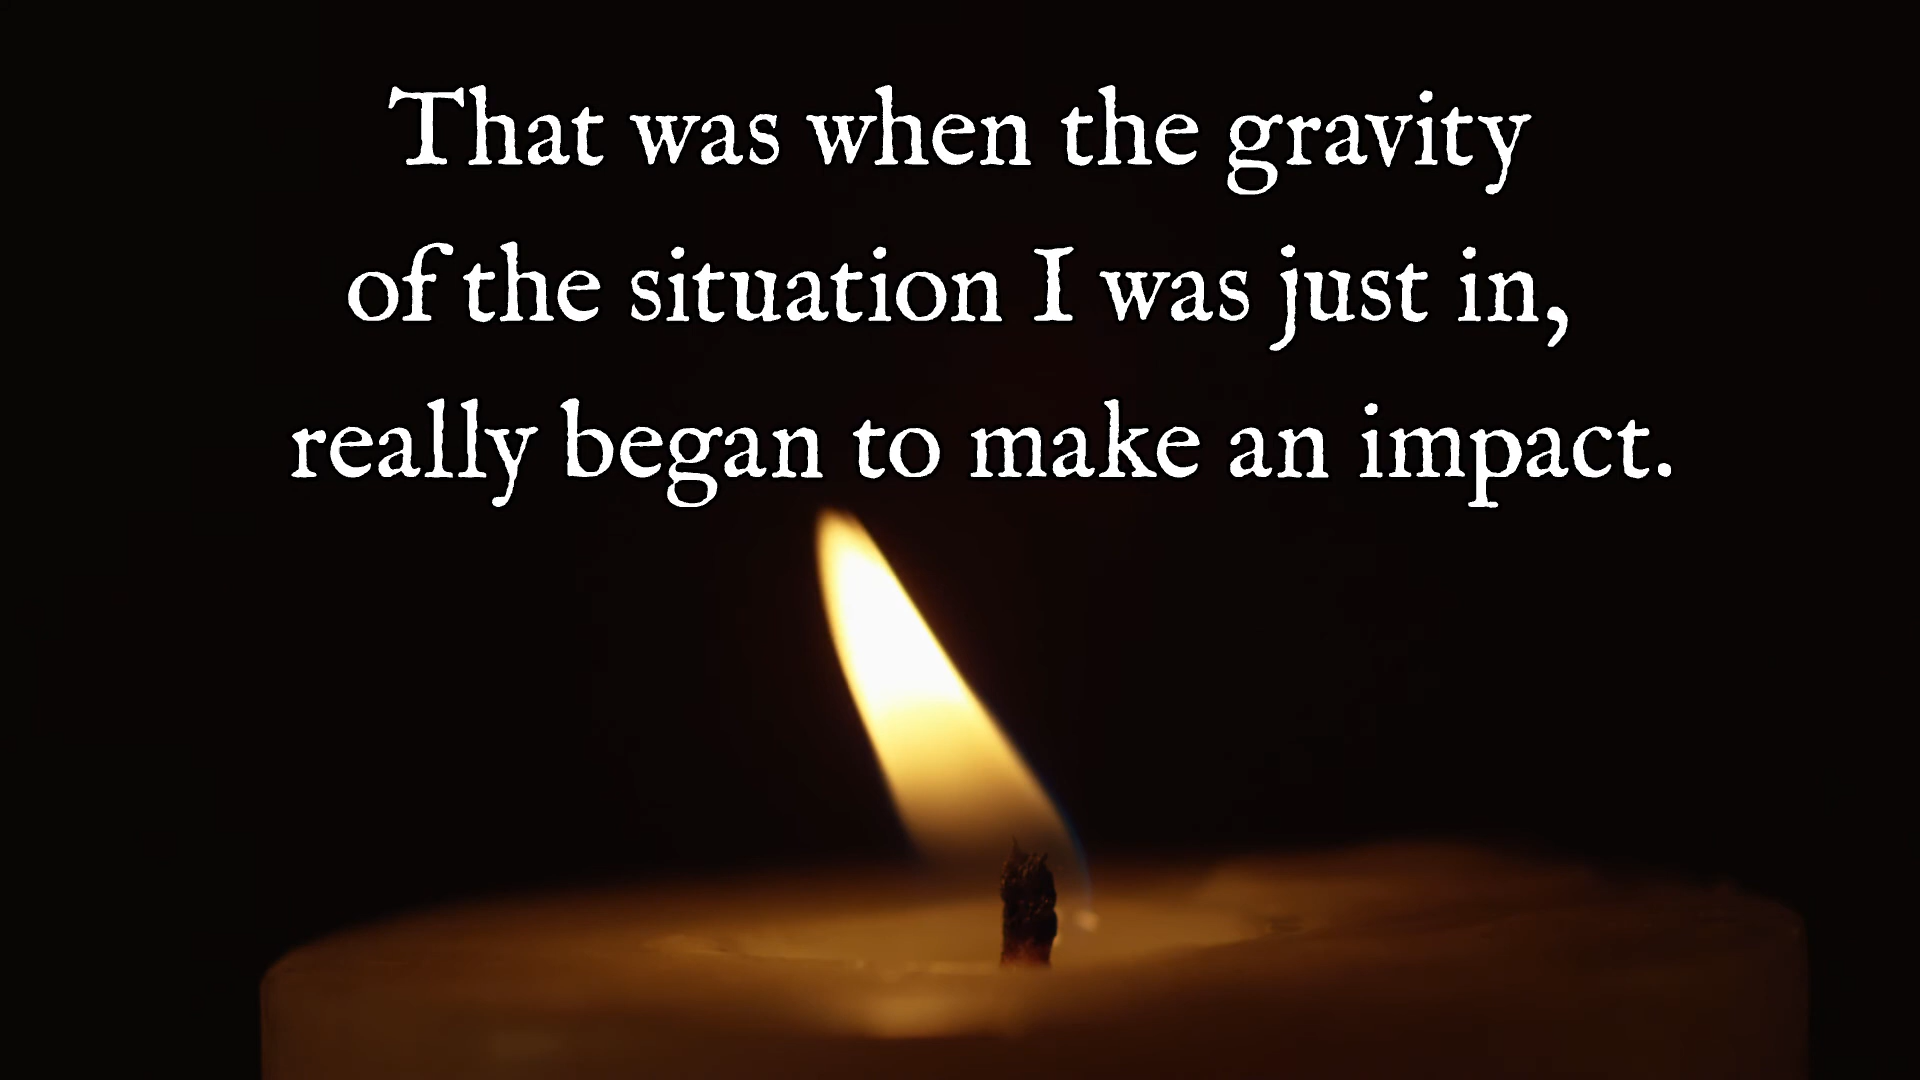 That was when the gravity
of the situation I was just in,
really began to make an impact.